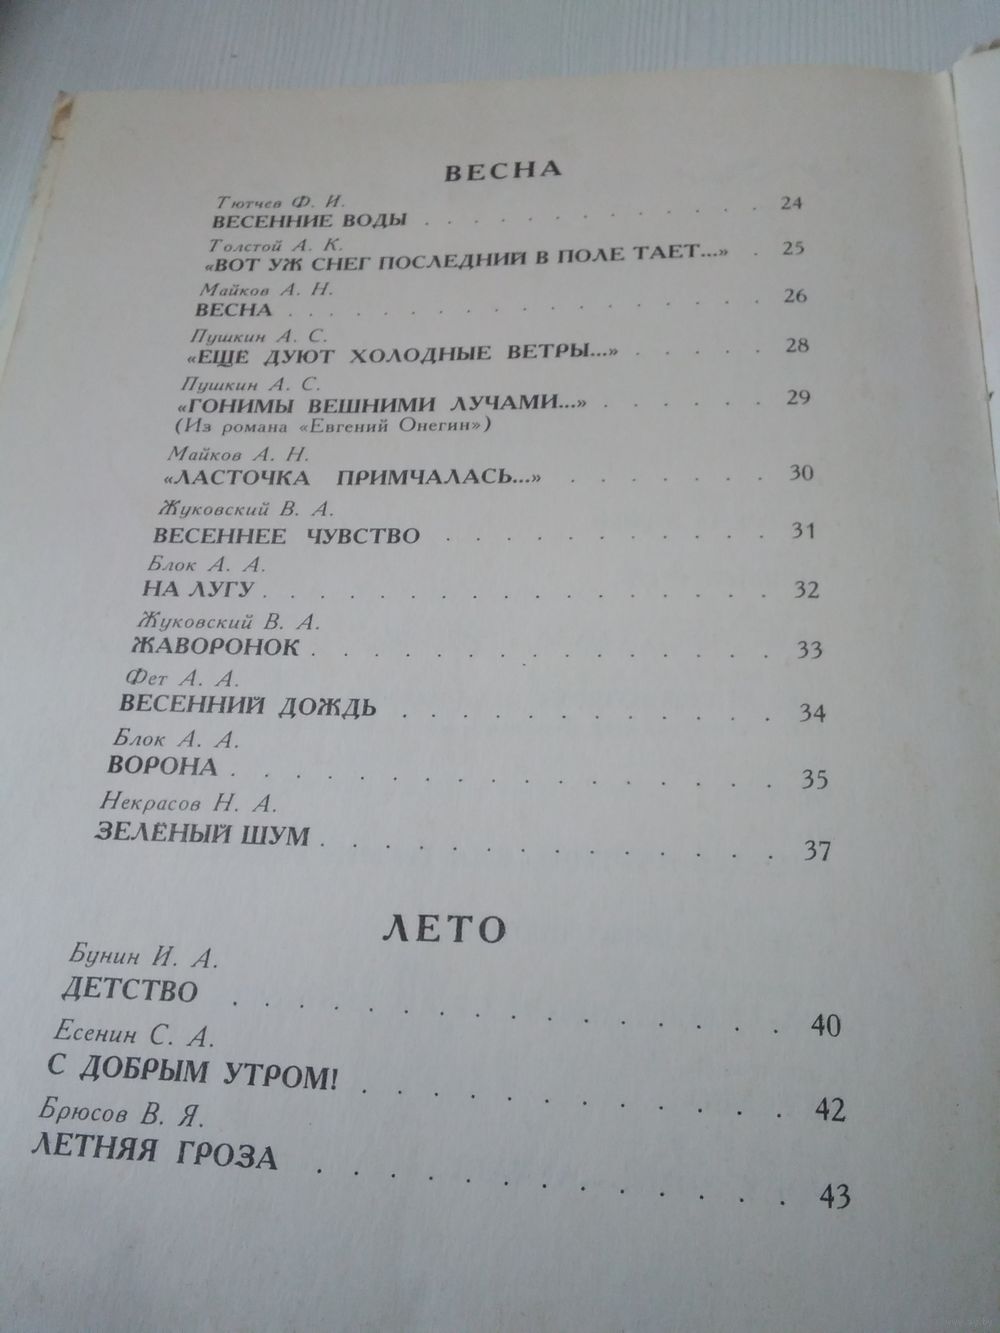 ВЕСНА
Тютчев Ф. И.
ВЕСЕННИЕ ВОДЫ . . . . . . . . . . . . 24
Толстой А. К.
«ВОТ УЖ СНЕГ ПОСЛЕДНИЙ В ПОЛЕ ТАЕТ...» . 25
Майков А. Н.
ВЕСНА . . . . . . . . . . . . . . . . 26
Пушкин А. С.
«ЕЩЕ ДУЮТ ХОЛОДНЫЕ ВЕТРЫ...» . . . . . 28
Пушкин А. С.
«ГОНИМЫ ВЕШНИМИ ЛУЧАМИ...» . . . . . . 29
(Из романа «Евгений Онегин»)
Майков А. Н.
«ЛАСТОЧКА ПРИМЧАЛАСЬ...» . . . . . . . 30
Жуковский В. А.
ВЕСЕННЕЕ ЧУВСТВО . . . . . . . . . . . 31
Блок А. А.
НА ЛУГУ . . . . . . . . . . . . . . . . 32
Жуковский В. А.
ЖАВОРОНОК . . . . . . . . . . . . . . . 33
Фет А. А.
ВЕСЕННИЙ ДОЖДЬ . . . . . . . . . . . . 34
Блок А. А.
ВОРОНА . . . . . . . . . . . . . . . . 35
Некрасов Н. А.
ЗЕЛЁНЫЙ ШУМ . . . . . . . . . . . . . . 37
ЛЕТО
Бунин И. А.
ДЕТСТВО . . . . . . . . . . . . . . . . 40
Есенин С. А.
С ДОБРЫМ УТРОМ! . . . . . . . . . . . . 42
Брюсов В. Я.
ЛЕТНЯЯ ГРОЗА . . . . . . . . . . . . . 43